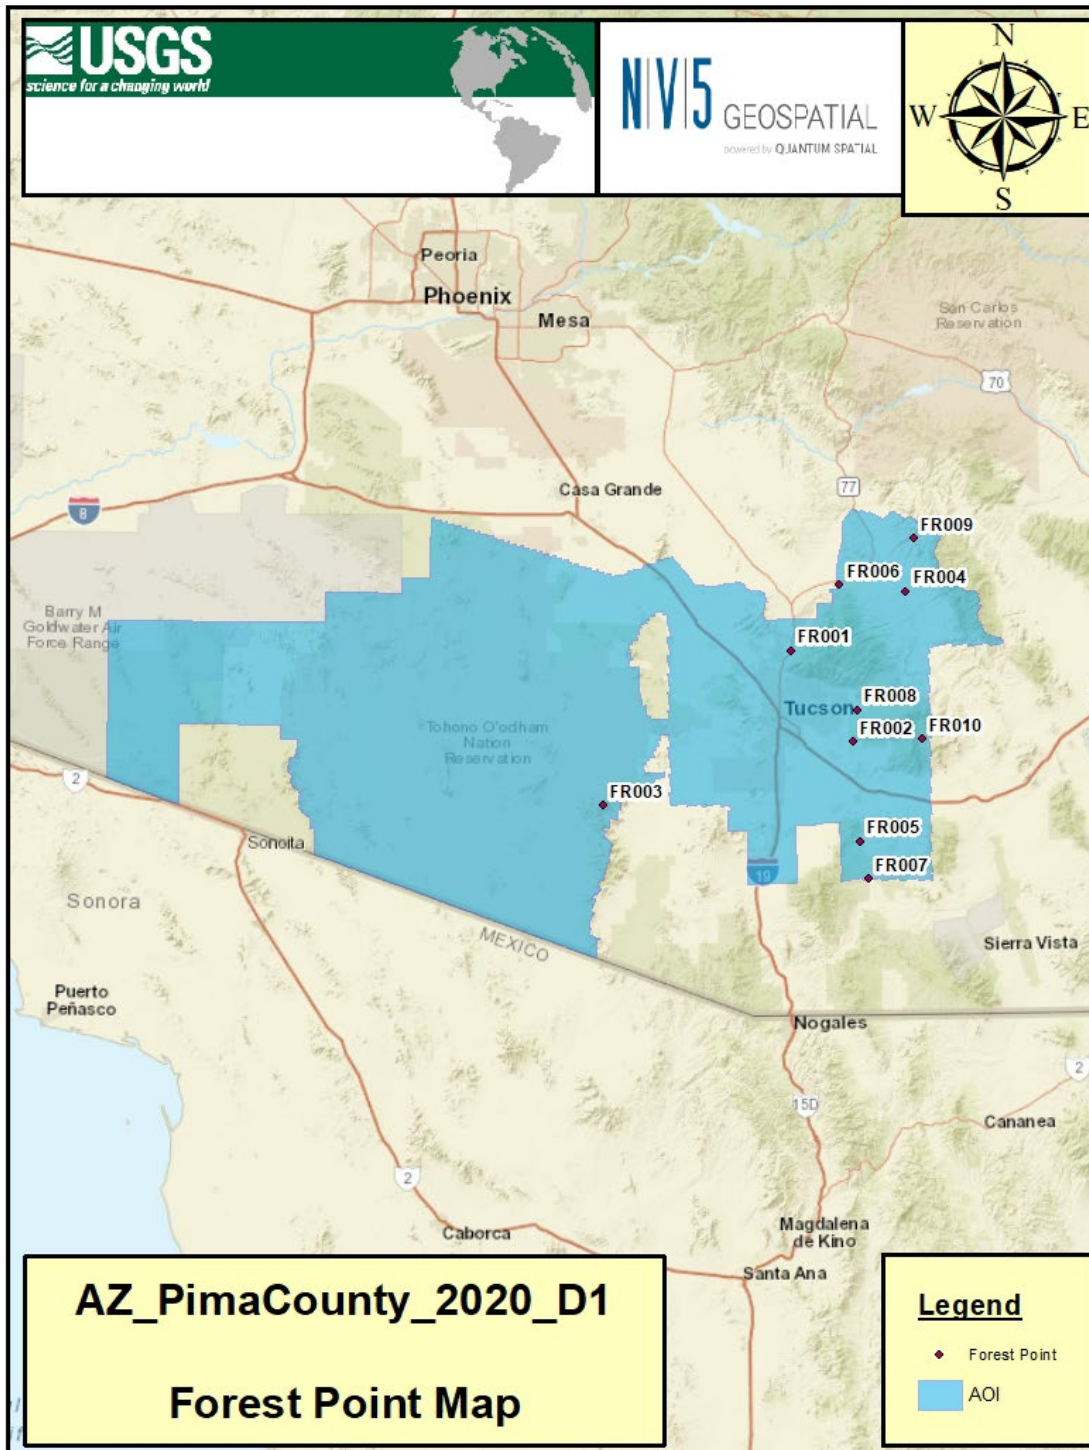 USGS
science for a changing world
N|V|5 GEOSPATIAL
powered by QUANTUM SPATIAL
N
W E
S
Peoria
Phoenix
Mesa
San Carlos
Reservation
70
Casa Grande
77
8
FR009
FR006
FR004
Barry M
Goldwater Air
Force Range
FR001
FR008
Tucson
FR002
FR010
Tohono O'odham
Nation
Reservation
2
FR003
Sonoita
FR005
FR007
19
Sonora
MEXICO
Sierra Vista
Puerto
Peñasco
Nogales
2
15D
Cananea
2
Caborca
Magdalena
de Kino
Santa Ana
AZ_PimaCounty_2020_D1
Forest Point Map
Legend
Forest Point
AOI